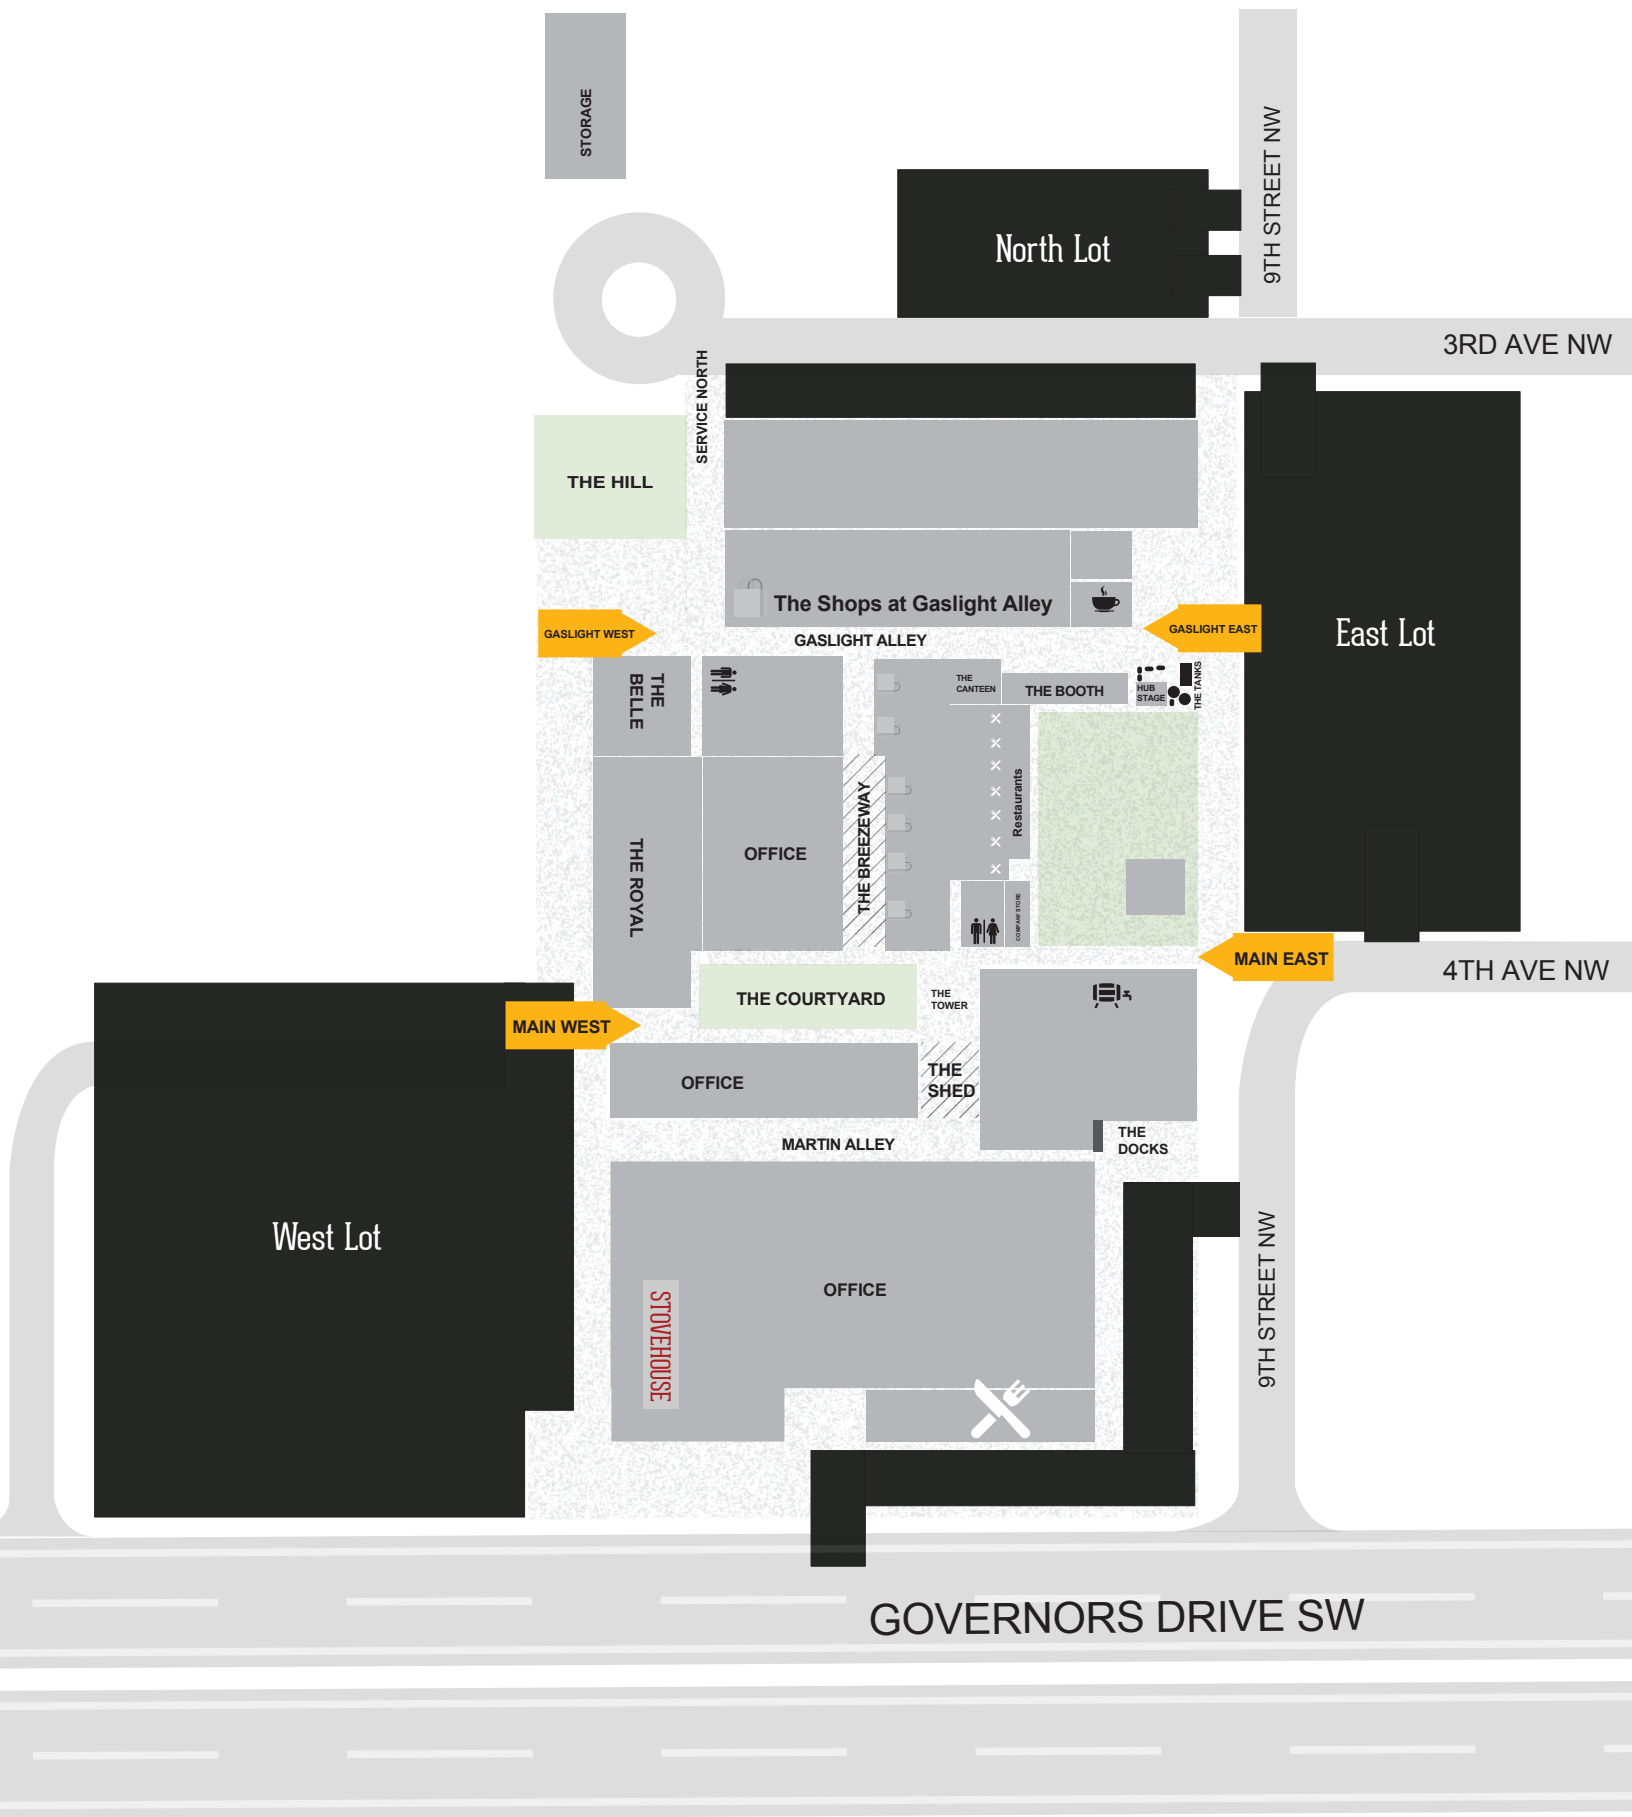 STORAGE
North Lot
9TH STREET NW
3RD AVE NW
SERVICE NORTH
THE HILL
The Shops at Gaslight Alley
GASLIGHT WEST
GASLIGHT ALLEY
GASLIGHT EAST
East Lot
THE
BELLE
THE
CANTEEN
THE BOOTH
HUB
STAGE
THE TANKS
THE ROYAL
OFFICE
THE BREEZEWAY
Restaurants
COMPANY STORE
MAIN EAST
4TH AVE NW
MAIN WEST
THE COURTYARD
THE
TOWER
OFFICE
THE
SHED
MARTIN ALLEY
THE
DOCKS
West Lot
OFFICE
STOVEHOUSE
9TH STREET NW
GOVERNORS DRIVE SW